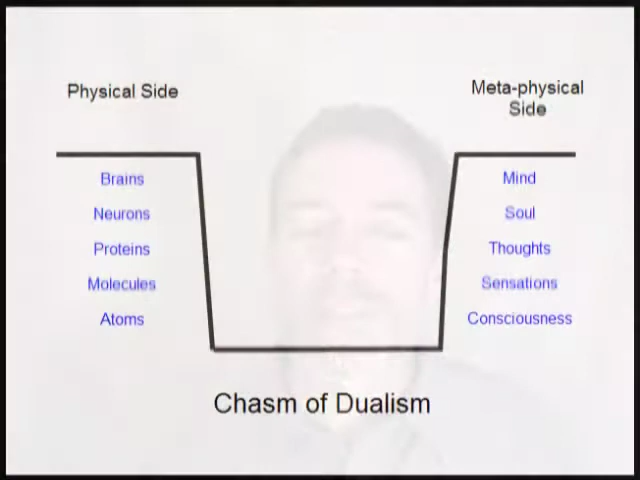 Physical Side
Meta-physical
Side
Brains
Neurons
Proteins
Molecules
Atoms
Mind
Soul
Thoughts
Sensations
Consciousness
Chasm of Dualism